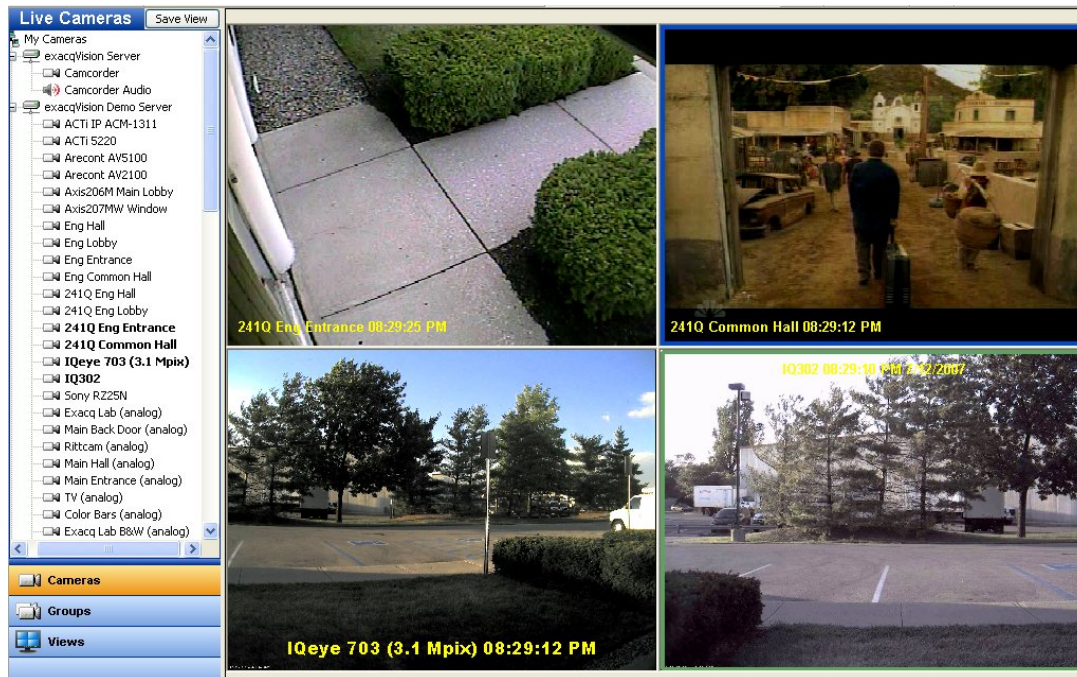 Live Cameras
Save View
My Cameras
exacqVision Server
Camcorder
Camcorder Audio
exacqVision Demo Server
ACTi IP ACM-1311
ACTi 5220
Arecont AV5100
Arecont AV2100
Axis206M Main Lobby
Axis207MW Window
Eng Hall
Eng Lobby
Eng Entrance
Eng Common Hall
241Q Eng Hall
241Q Eng Lobby
241Q Eng Entrance
241Q Common Hall
IQeye 703 (3.1 Mpix)
IQ302
Sony RZ25N
Exacq Lab (analog)
Main Back Door (analog)
Rittcam (analog)
Main Hall (analog)
Main Entrance (analog)
TV (analog)
Color Bars (analog)
Exacq Lab B&W (analog)
Cameras
Groups
Views
241Q Eng Entrance 08:29:25 PM
241Q Common Hall 08:29:12 PM
IQeye 703 (3.1 Mpix) 08:29:12 PM
IQ302 08:29:10 PM 7/12/2007